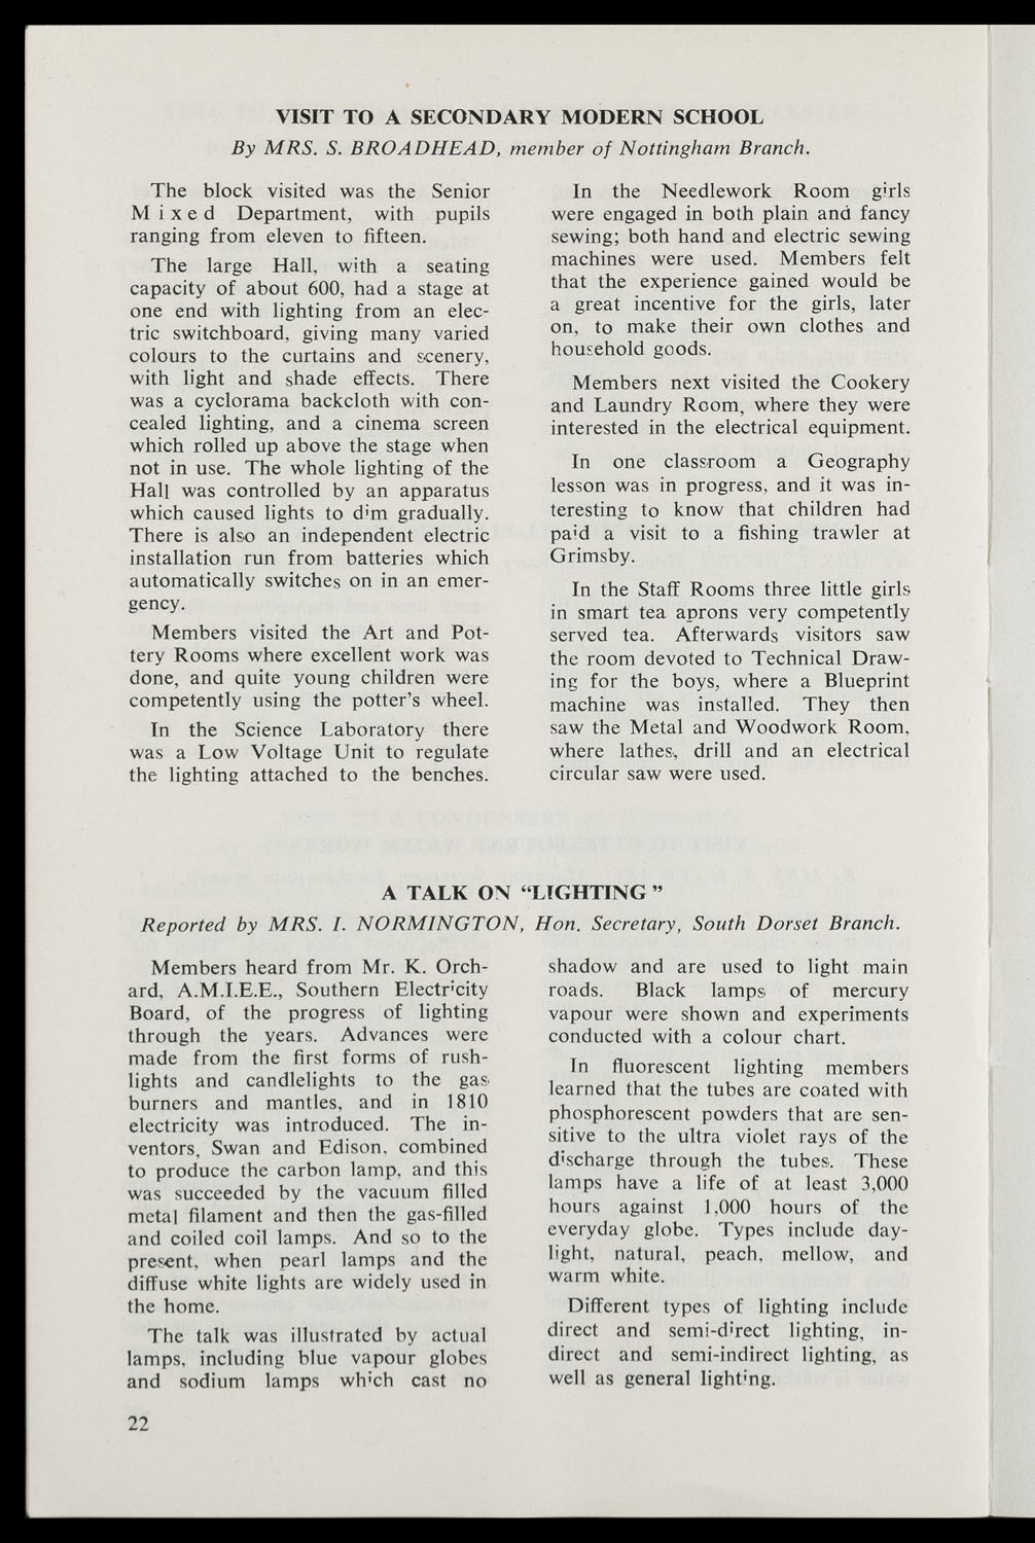 VISIT TO A SECONDARY MODERN SCHOOL
By MRS. S. BROADHEAD, member of Nottingham Branch.
The block visited was the Senior
Mixed Department, with pupils
ranging from eleven to fifteen.
The large Hall, with a seating
capacity of about 600, had a stage at
one end with lighting from an elec-
tric switchboard, giving many varied
colours to the curtains and scenery,
with light and shade effects. There
was a cyclorama backcloth with con-
cealed lighting, and a cinema screen
which rolled up above the stage when
not in use. The whole lighting of the
Hall was controlled by an apparatus
which caused lights to dim gradually.
There is also an independent electric
installation run from batteries which
automatically switches on in an emer-
gency.
Members visited the Art and Pot-
tery Rooms where excellent work was
done, and quite young children were
competently using the potter's wheel.
In the Science Laboratory there
was a Low Voltage Unit to regulate
the lighting attached to the benches.
In the Needlework Room girls
were engaged in both plain and fancy
sewing; both hand and electric sewing
machines were used. Members felt
that the experience gained would be
a great incentive for the girls, later
on, to make their own clothes and
household goods.
Members next visited the Cookery
and Laundry Room, where they were
interested in the electrical equipment.
In one classroom a Geography
lesson was in progress, and it was in-
teresting to know that children had
paid a visit to a fishing trawler at
Grimsby.
In the Staff Rooms three little girls
in smart tea aprons very competently
served tea. Afterwards visitors saw
the room devoted to Technical Draw-
ing for the boys, where a Blueprint
machine was installed. They then
saw the Metal and Woodwork Room,
where lathes, drill and an electrical
circular saw were used.
A TALK ON "LIGHTING"
Reported by MRS. I. NORMINGTON, Hon. Secretary, South Dorset Branch.
Members heard from Mr. K. Orch-
ard, A.M.I.E.E., Southern Electricity
Board, of the progress of lighting
through the years. Advances were
made from the first forms of rush-
lights and candlelights to the gas
burners and mantles, and in 1810
electricity was introduced. The in-
ventors, Swan and Edison, combined
to produce the carbon lamp, and this
was succeeded by the vacuum filled
metal filament and then the gas-filled
and coiled coil lamps. And so to the
present, when pearl lamps and the
diffuse white lights are widely used in
the home.
The talk was illustrated by actual
lamps, including blue vapour globes
and sodium lamps which cast no
shadow and are used to light main
roads. Black lamps of mercury
vapour were shown and experiments
conducted with a colour chart.
In fluorescent lighting members
learned that the tubes are coated with
phosphorescent powders that are sen-
sitive to the ultra violet rays of the
discharge through the tubes. These
lamps have a life of at least 3,000
hours against 1,000 hours of the
everyday globe. Types include day-
light, natural, peach, mellow, and
warm white.
Different types of lighting include
direct and semi-direct lighting, in-
direct and semi-indirect lighting, as
well as general lighting.
22